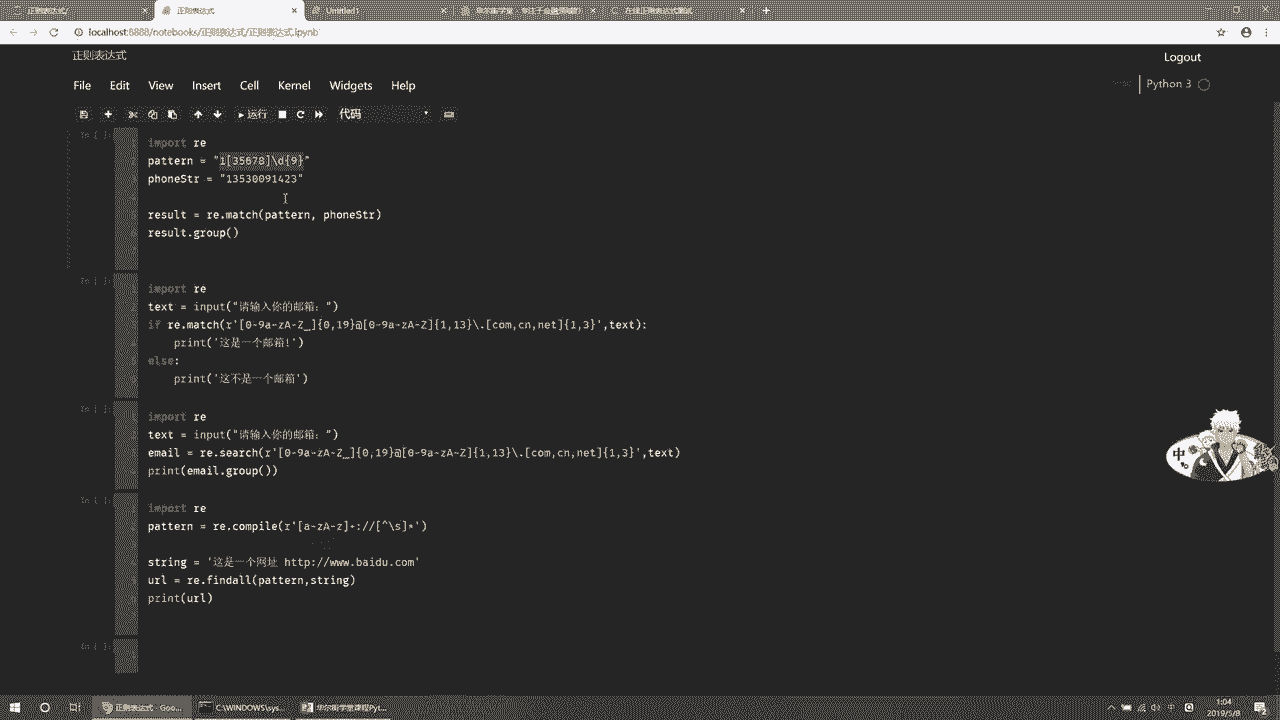 正则表达式
正则表达式
Untitled1
localhost:8888/notebooks/正则表达式/正则表达式.ipynb
正则表达式
Logout
File Edit View Insert Cell Kernel Widgets Help
Python 3
运行 代码
In [ ]:
import re
pattern = "1[35678]\d{9}"
phoneStr = "13530091423"
result = re.match(pattern, phoneStr)
result.group()
In [ ]:
import re
text = input("请输入你的邮箱：")
if re.match(r'[0-9a-zA-Z_]{0,19}@[0-9a-zA-Z]{1,13}\.[com,cn,net]{1,3}',text):
print('这是一个邮箱!')
else:
print('这不是一个邮箱')
In [ ]:
import re
text = input("请输入你的邮箱：")
email = re.search(r'[0-9a-zA-Z_]{0,19}@[0-9a-zA-Z]{1,13}\.[com,cn,net]{1,3}',text)
print(email.group())
In [ ]:
import re
pattern = re.compile(r'[a-zA-z]+://[^\s]*')
string = '这是一个网址 http://www.baidu.com'
url = re.findall(pattern,string)
print(url)
In [ ]:
中
正则表达式 - Goo...
C:\WINDOWS\sys...
华尔街学堂课程Pyt...
中
1:04
2019/5/8